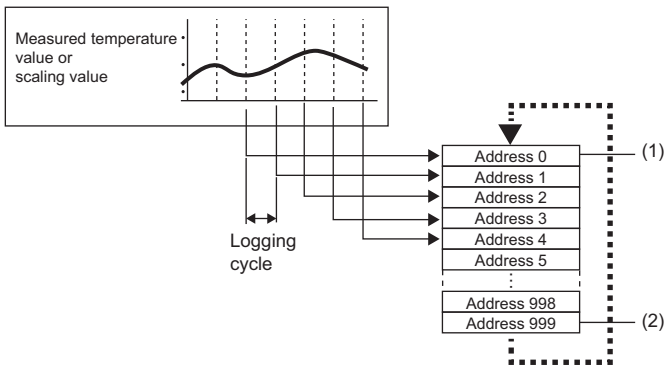 Measured temperature
value or
scaling value
Address 0
(1)
Address 1
Address 2
Address 3
Address 4
Address 5
Logging
cycle
Address 998
Address 999
(2)